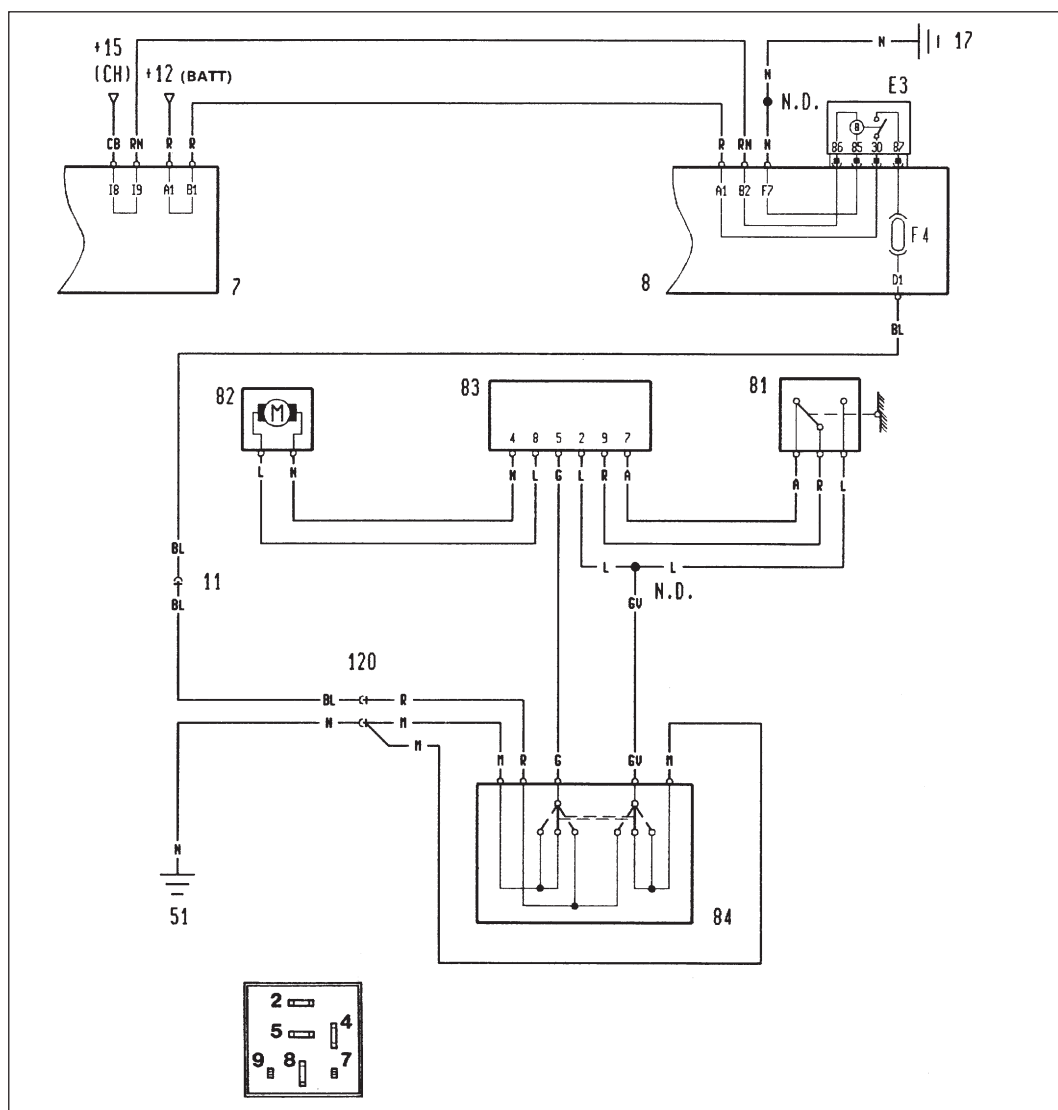 +15
(CH) +12 (BATT)
N
17
N
E3
N.D.
CB RN R R
R RN N
86 85 30 87
I8 I9 A1 B1
A1 B2 F7
F4
D1
7
8
BL
82
M
83
81
4 8 5 2 9 7
L N
N L G L R A
A R L
BL
11
BL
L L
N.D.
GV
120
BL R
N M
M
M R G GV M
N
51
84
2
5 4
9 8 7